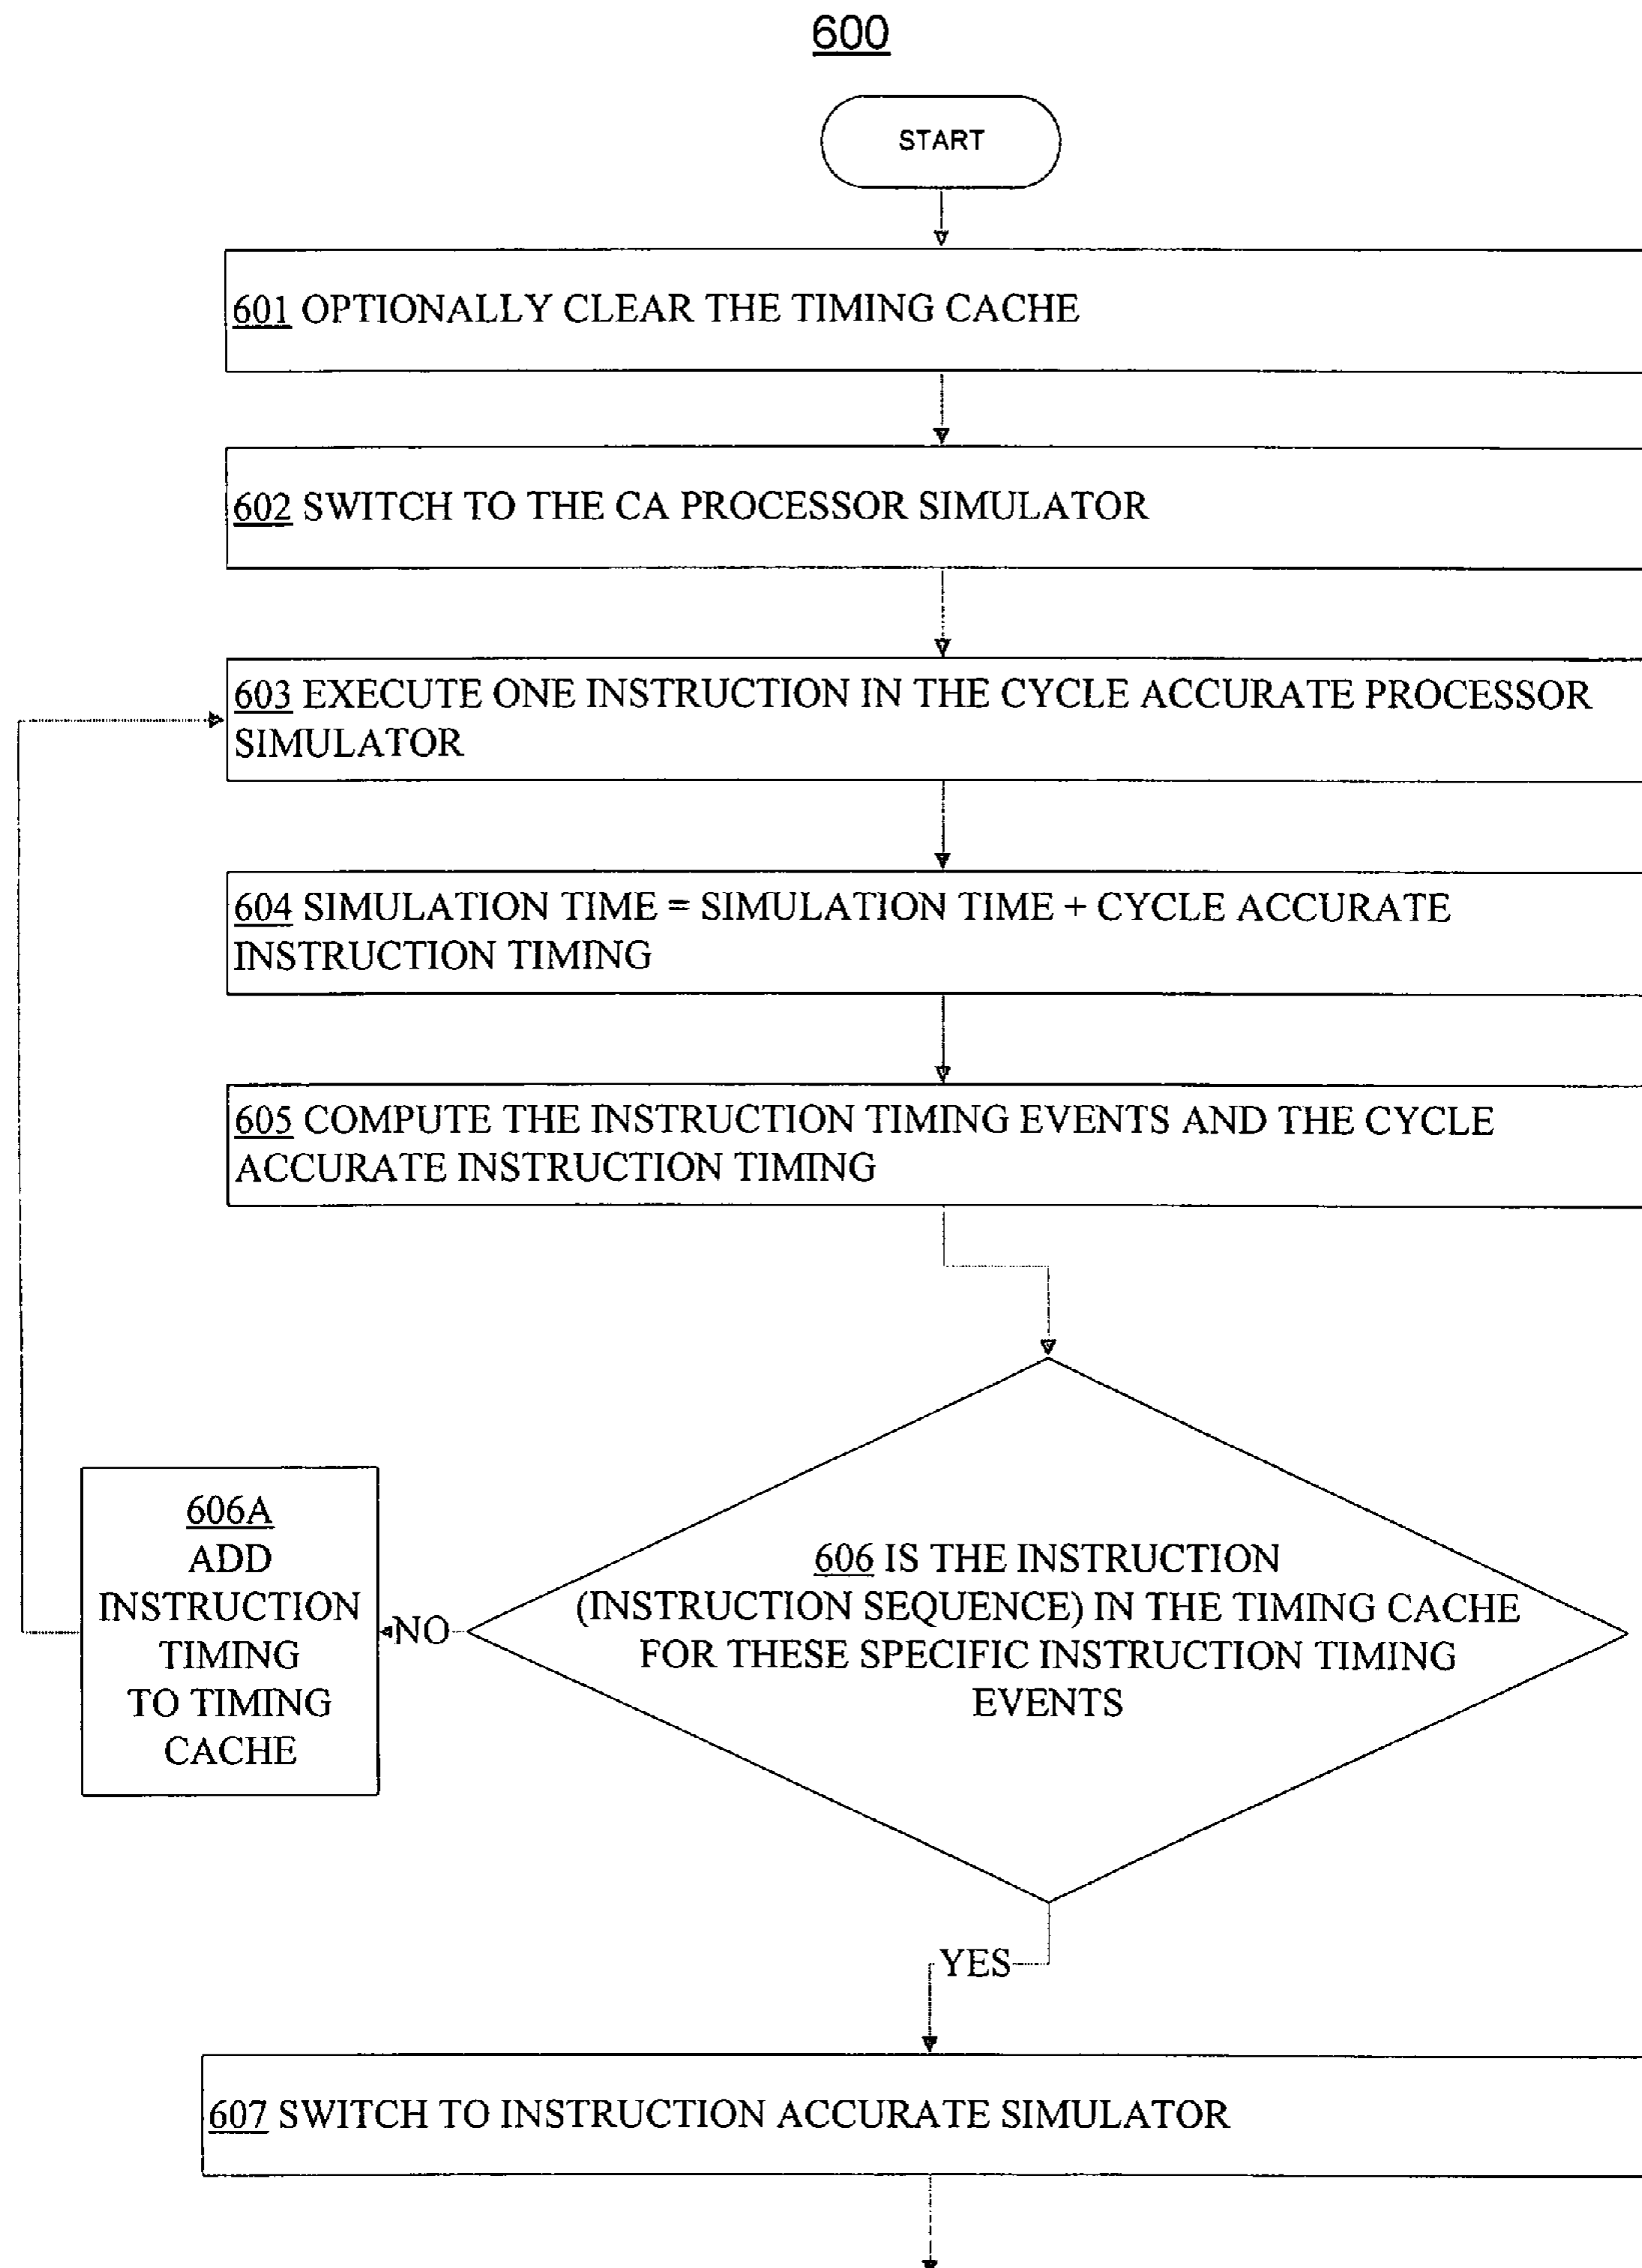 600
START
601 OPTIONALLY CLEAR THE TIMING CACHE
602 SWITCH TO THE CA PROCESSOR SIMULATOR
603 EXECUTE ONE INSTRUCTION IN THE CYCLE ACCURATE PROCESSOR
SIMULATOR
604 SIMULATION TIME = SIMULATION TIME + CYCLE ACCURATE
INSTRUCTION TIMING
605 COMPUTE THE INSTRUCTION TIMING EVENTS AND THE CYCLE
ACCURATE INSTRUCTION TIMING
606 IS THE INSTRUCTION
(INSTRUCTION SEQUENCE) IN THE TIMING CACHE
FOR THESE SPECIFIC INSTRUCTION TIMING
EVENTS
NO
606A
ADD
INSTRUCTION
TIMING
TO TIMING
CACHE
YES
607 SWITCH TO INSTRUCTION ACCURATE SIMULATOR